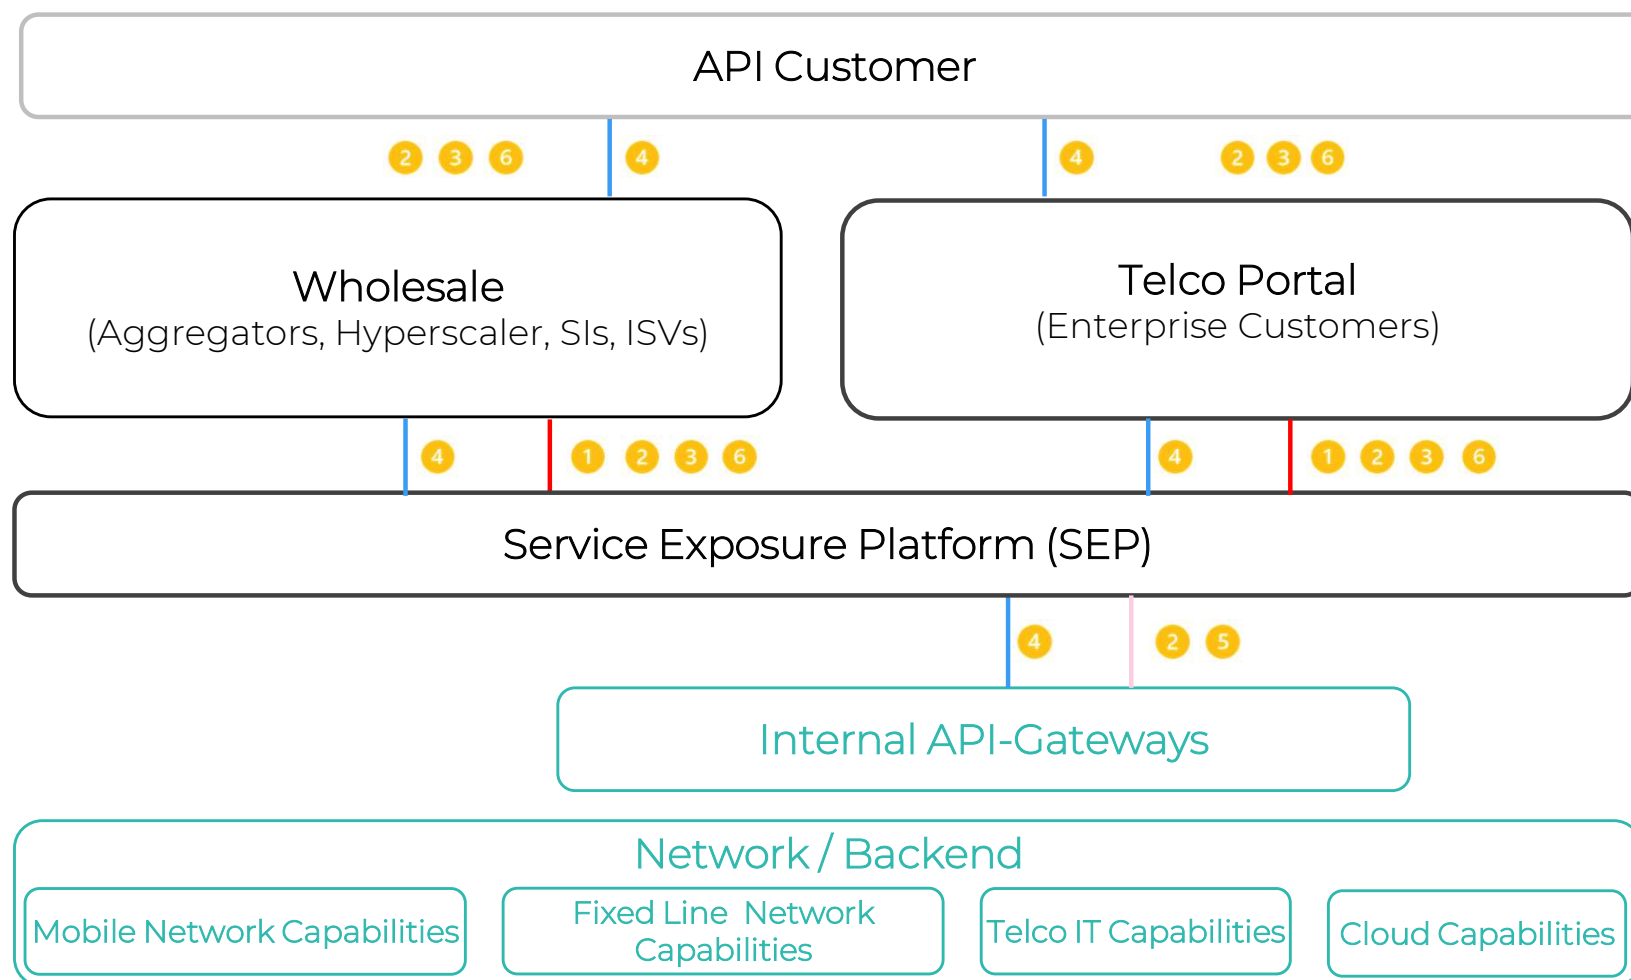 API Customer
2 3 6 4 4 2 3 6
Wholesale
(Aggregators, Hyperscaler, SIs, ISVs)
Telco Portal
(Enterprise Customers)
4 1 2 3 6 4 1 2 3 6
Service Exposure Platform (SEP)
4 2 5
Internal API-Gateways
Network / Backend
Mobile Network Capabilities
Fixed Line Network
Capabilities
Telco IT Capabilities
Cloud Capabilities